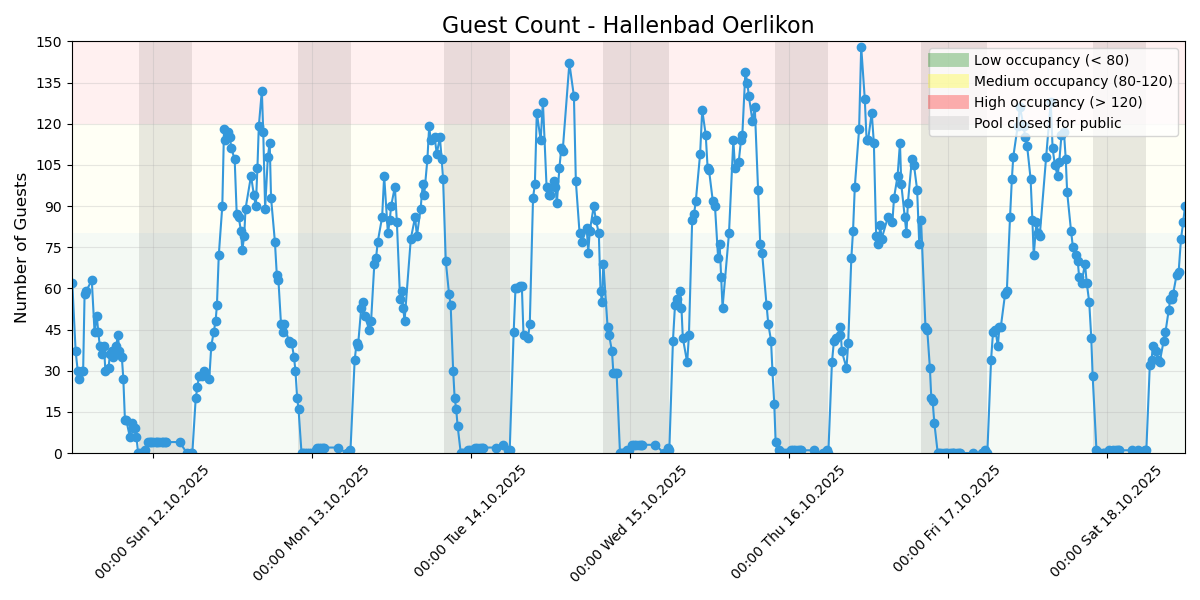 Guest Count - Hallenbad Oerlikon
Number of Guests
150
135
120
105
90
75
60
45
30
15
0
Low occupancy (< 80)
Medium occupancy (80-120)
High occupancy (> 120)
Pool closed for public
00:00 Sun 12.10.2025
00:00 Mon 13.10.2025
00:00 Tue 14.10.2025
00:00 Wed 15.10.2025
00:00 Thu 16.10.2025
00:00 Fri 17.10.2025
00:00 Sat 18.10.2025